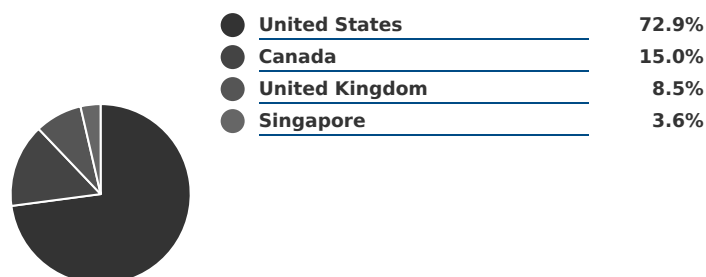 United States 72.9%
Canada 15.0%
United Kingdom 8.5%
Singapore 3.6%